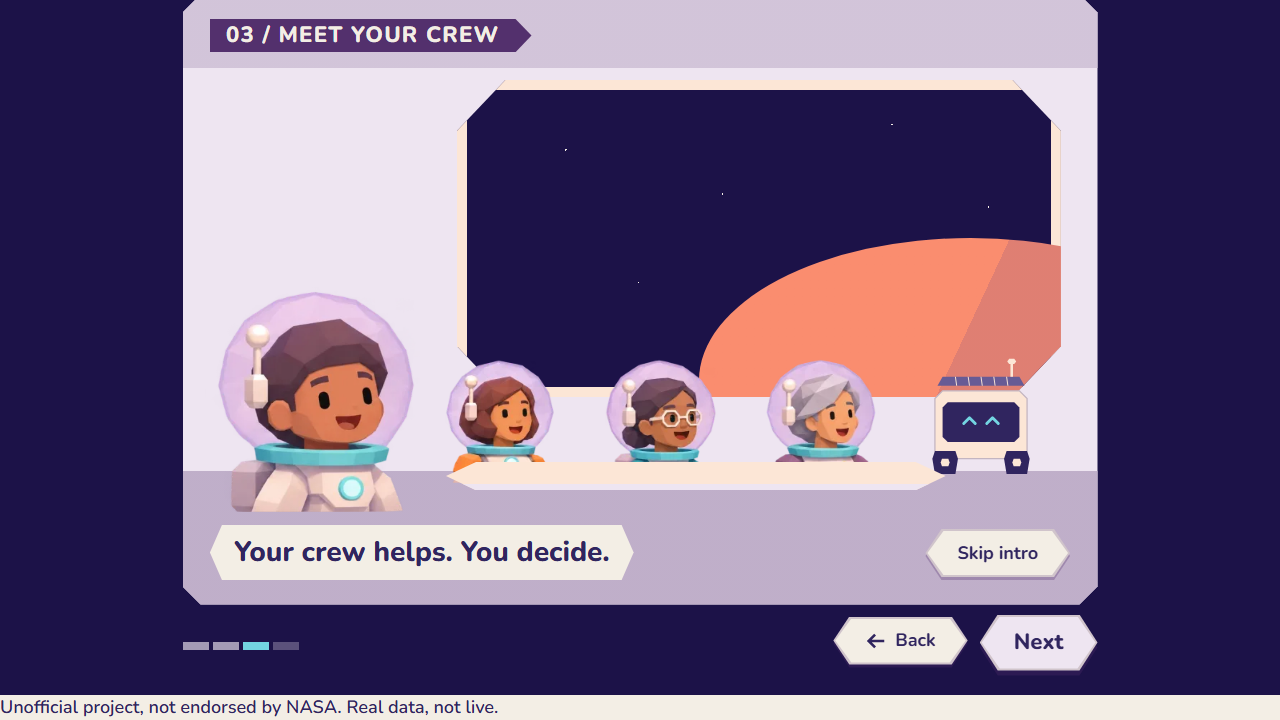 03 / MEET YOUR CREW
Your crew helps. You decide.
Skip intro
Back
Next
Unofficial project, not endorsed by NASA. Real data, not live.